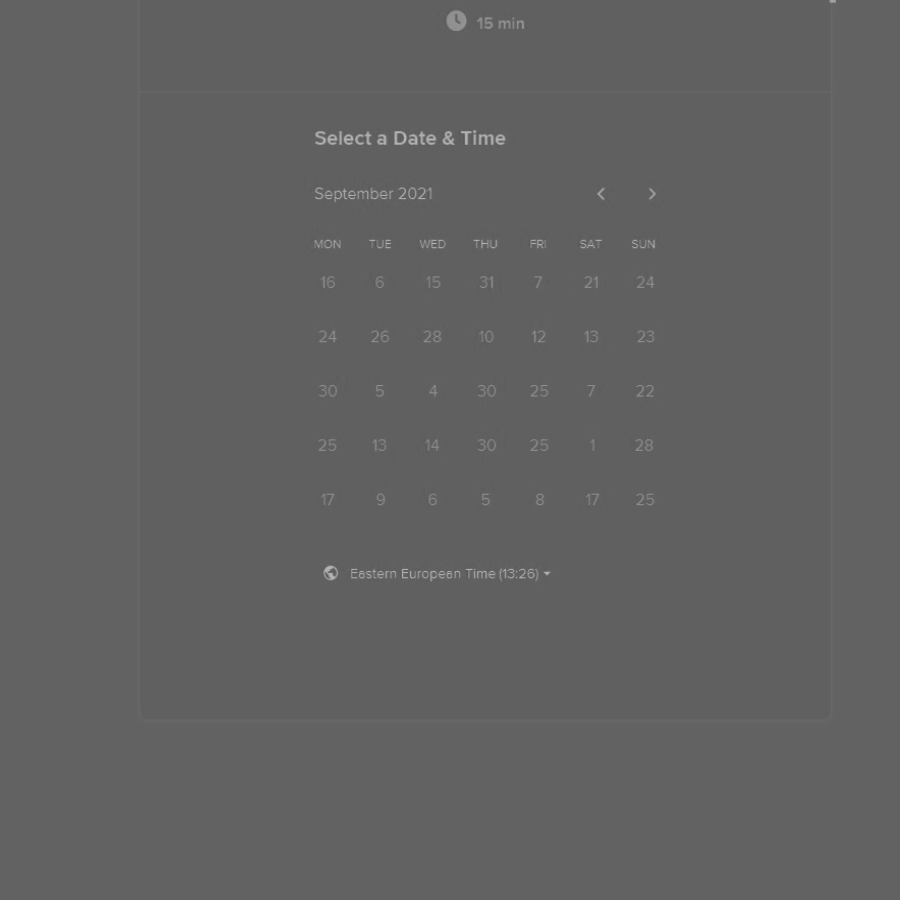 15 min
Select a Date & Time
September 2021
MON TUE WED THU FRI SAT SUN
16 6 15 31 7 21 24
24 26 28 10 12 13 23
30 5 4 30 25 7 22
25 13 14 30 25 1 28
17 9 6 5 8 17 25
Eastern European Time (13:26)